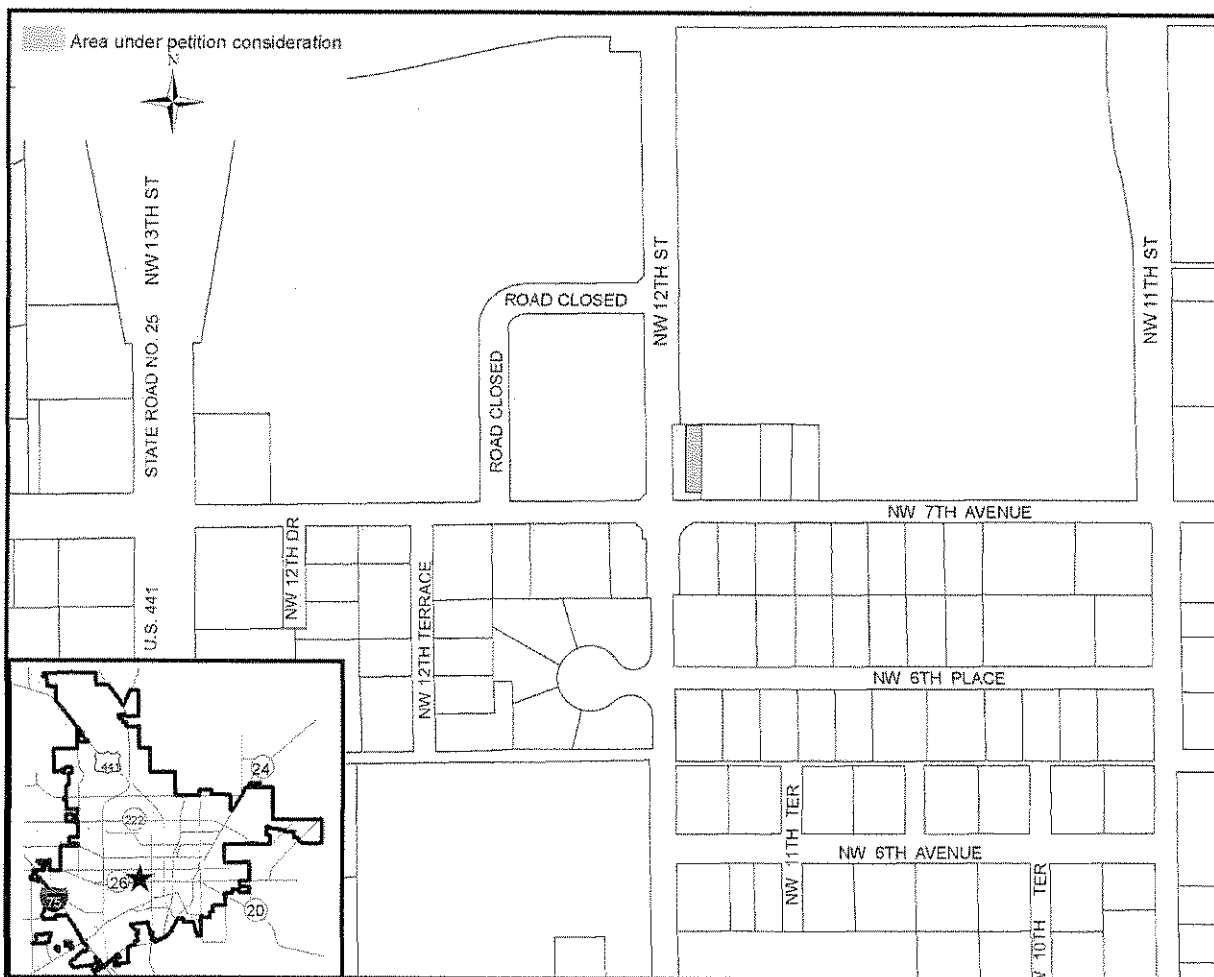 Area under petition consideration
N
STATE ROAD NO. 25 NW 13TH ST
ROAD CLOSED
ROAD CLOSED
NW 12TH ST
NW 11TH ST
NW 7TH AVENUE
NW 12TH DR
NW 12TH TERRACE
U.S. 441
NW 6TH PLACE
NW 11TH TER
NW 6TH AVENUE
10TH TER
441
24
222
26
20